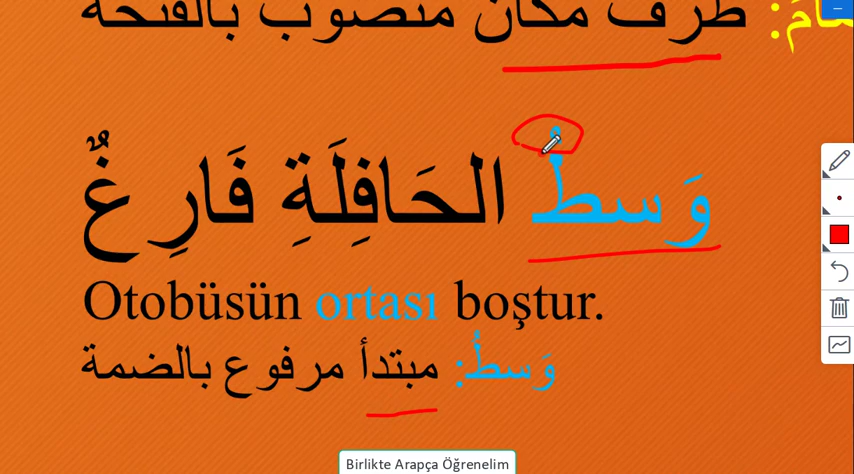 ظرف مكان منصوب بالفتحة
وَسطُ الحَافِلَةِ فَارِغٌ
Otobüsün ortası boştur.
وَسطُ: مبتدأ مرفوع بالضمة
Birlikte Arapça Öğrenelim